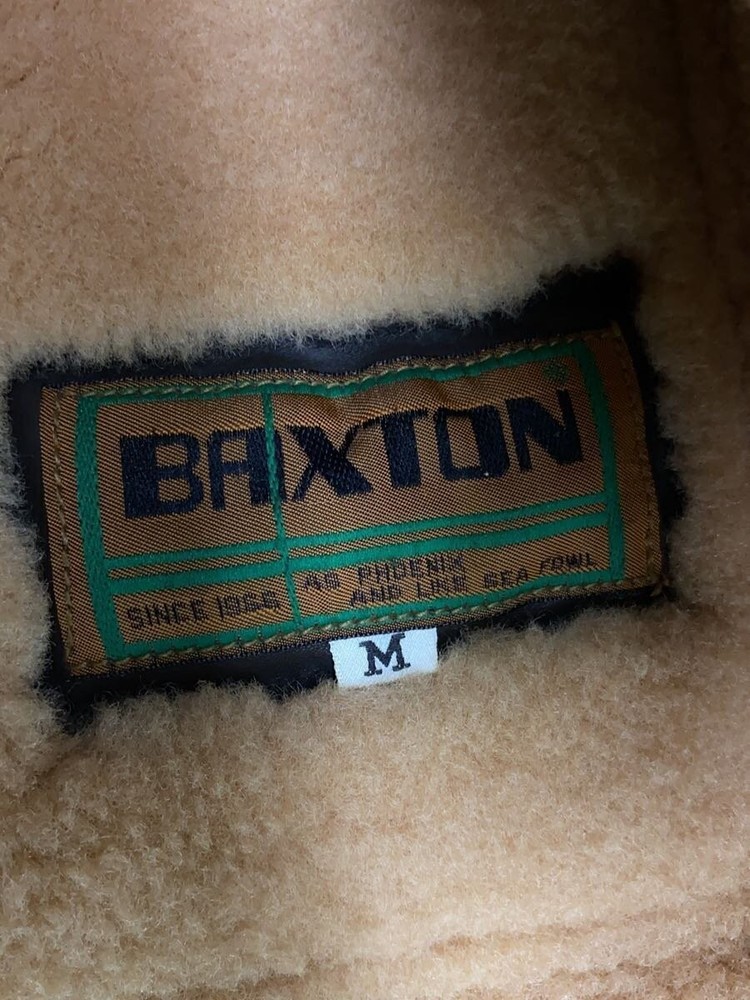 BAXTON
SINCE 1966
AS PHOENIX
AND LIKE SEA FOWL
M